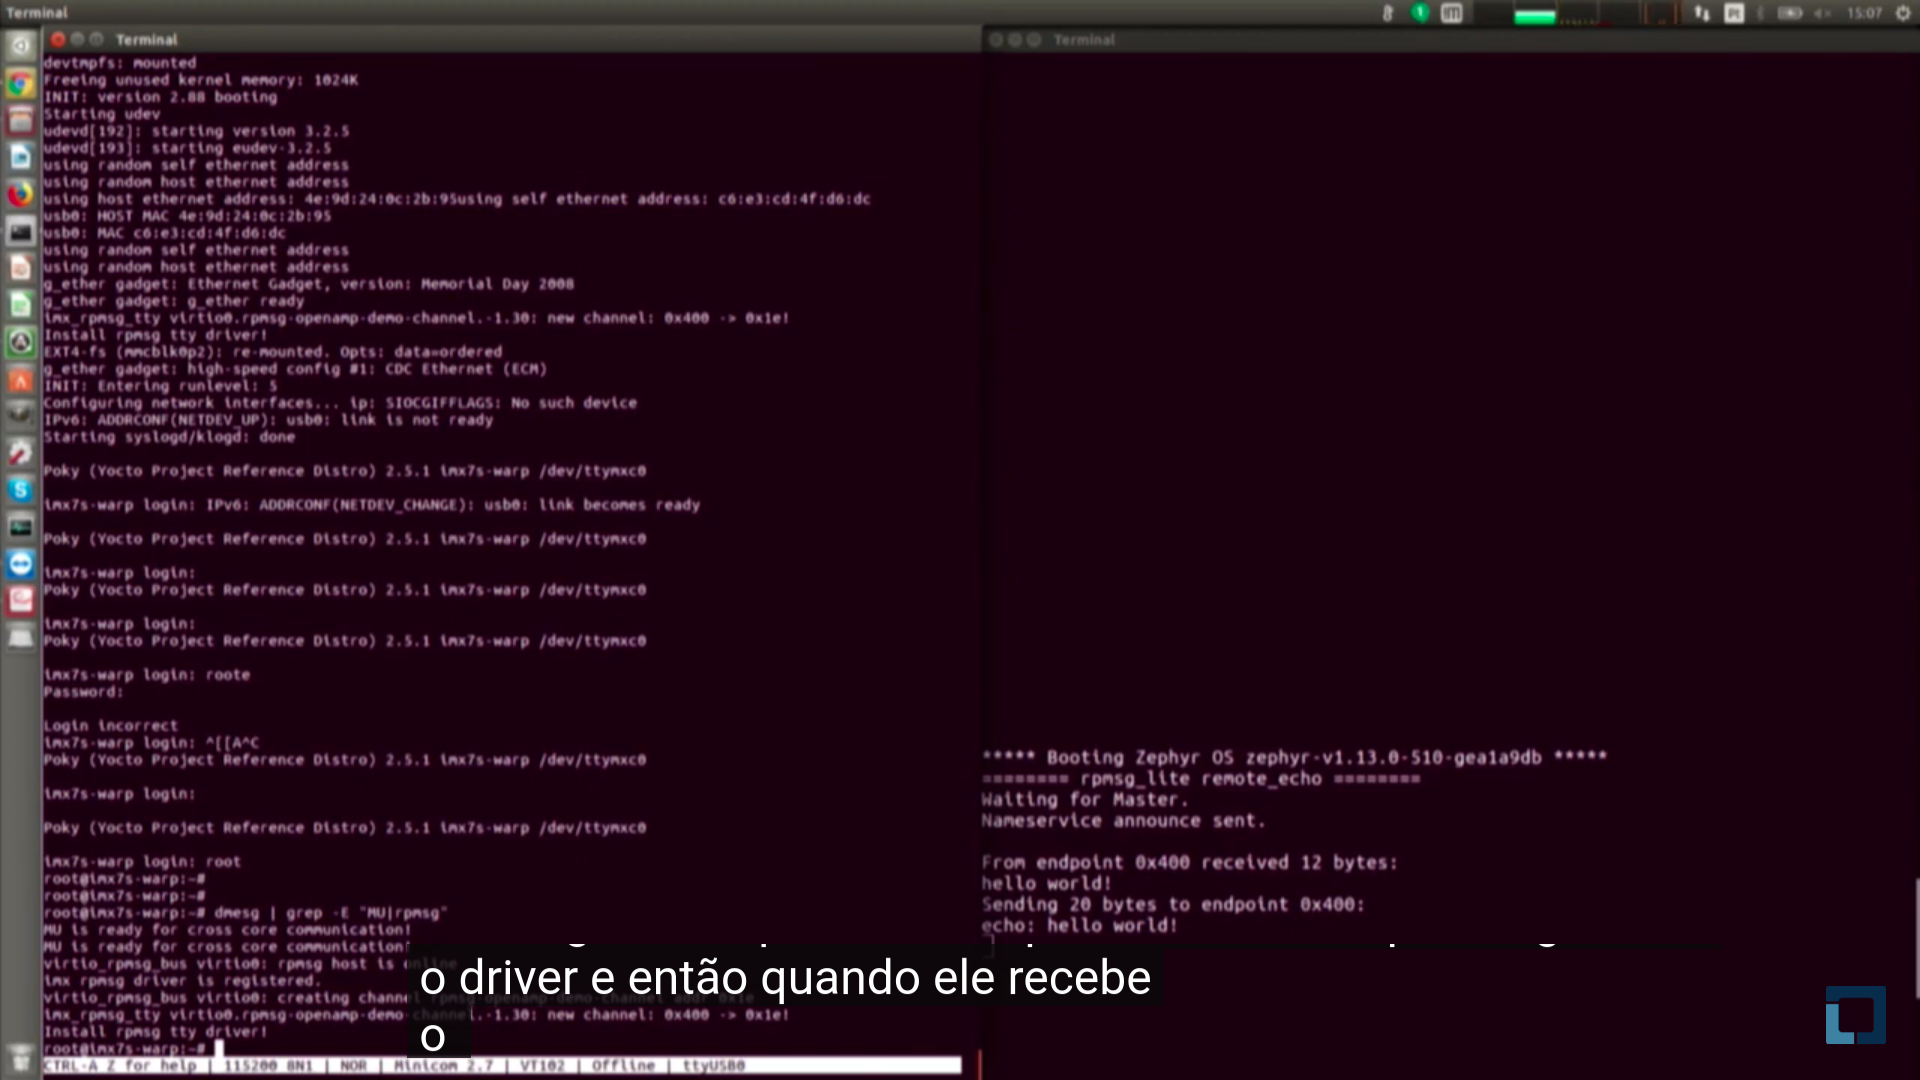 Terminal
15:07
Terminal
devtmpfs: mounted
Freeing unused kernel memory: 1024K
INIT: version 2.88 booting
Starting udev
udevd[192]: starting version 3.2.5
udevd[193]: starting eudev-3.2.5
using random self ethernet address
using random host ethernet address
using host ethernet address: 4e:9d:24:0c:2b:95using self ethernet address: c6:e3:cd:4f:d6:dc
usb0: HOST MAC 4e:9d:24:0c:2b:95
usb0: MAC c6:e3:cd:4f:d6:dc
using random self ethernet address
using random host ethernet address
g_ether gadget: Ethernet Gadget, version: Memorial Day 2008
g_ether gadget: g_ether ready
imx_rpmsg_tty virtio0.rpmsg-openamp-demo-channel.-1.30: new channel: 0x400 -> 0x1e!
Install rpmsg tty driver!
EXT4-fs (mmcblk0p2): re-mounted. Opts: data=ordered
g_ether gadget: high-speed config #1: CDC Ethernet (ECM)
INIT: Entering runlevel: 5
Configuring network interfaces... ip: SIOCGIFFLAGS: No such device
IPv6: ADDRCONF(NETDEV_UP): usb0: link is not ready
Starting syslogd/klogd: done
Poky (Yocto Project Reference Distro) 2.5.1 imx7s-warp /dev/ttymxc0
imx7s-warp login: IPv6: ADDRCONF(NETDEV_CHANGE): usb0: link becomes ready
Poky (Yocto Project Reference Distro) 2.5.1 imx7s-warp /dev/ttymxc0
imx7s-warp login:
Poky (Yocto Project Reference Distro) 2.5.1 imx7s-warp /dev/ttymxc0
imx7s-warp login:
Poky (Yocto Project Reference Distro) 2.5.1 imx7s-warp /dev/ttymxc0
imx7s-warp login: roote
Password:
Login incorrect
imx7s-warp login: ^[[A^C
Poky (Yocto Project Reference Distro) 2.5.1 imx7s-warp /dev/ttymxc0
imx7s-warp login:
Poky (Yocto Project Reference Distro) 2.5.1 imx7s-warp /dev/ttymxc0
imx7s-warp login: root
root@imx7s-warp:~#
root@imx7s-warp:~#
root@imx7s-warp:~# dmesg | grep -E "MU|rpmsg"
MU is ready for cross core communication!
MU is ready for cross core communication!
virtio_rpmsg_bus virtio0: rpmsg host is online
imx rpmsg driver is registered.
virtio_rpmsg_bus virtio0: creating channel rpmsg-openamp-demo-channel addr 0x1e
imx_rpmsg_tty virtio0.rpmsg-openamp-demo-channel.-1.30: new channel: 0x400 -> 0x1e!
Install rpmsg tty driver!
root@imx7s-warp:~#
CTRL-A Z for help | 115200 8N1 | NOR | Minicom 2.7 | VT102 | Offline | ttyUSB0
Terminal
***** Booting Zephyr OS zephyr-v1.13.0-510-gea1a9db *****
======== rpmsg_lite remote_echo ========
Waiting for Master.
Nameservice announce sent.
From endpoint 0x400 received 12 bytes:
hello world!
Sending 20 bytes to endpoint 0x400:
echo: hello world!
o driver e então quando ele recebe
o